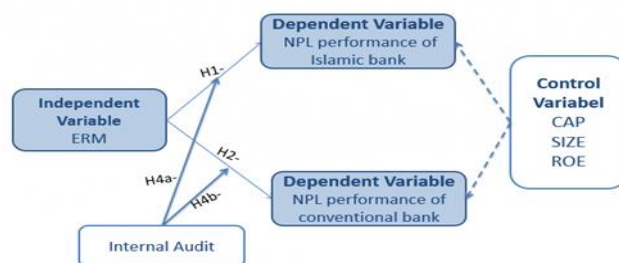 Dependent Variable
NPL performance of
Islamic bank
H1-
Independent
Variable
ERM
Control
Variabel
CAP
SIZE
ROE
H2-
H4a-
H4b-
Dependent Variable
NPL performance of
conventional bank
Internal Audit